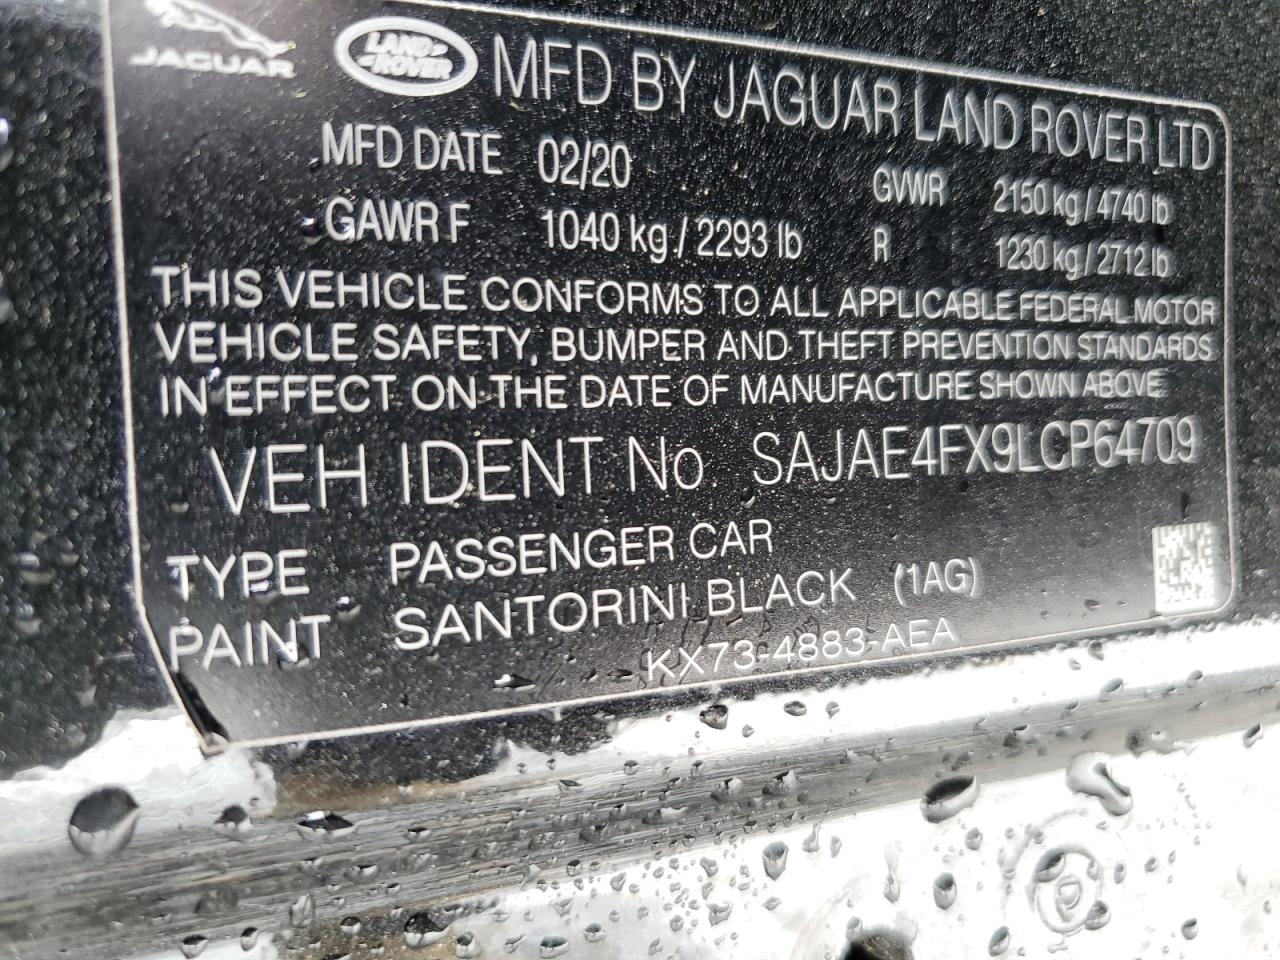 JAGUAR
LAND ROVER
MFD BY JAGUAR LAND ROVER LTD
MFD DATE 02/20 GVWR 2150 kg / 4740 lb
GAWR F 1040 kg / 2293 lb R 1230 kg / 2712 lb
THIS VEHICLE CONFORMS TO ALL APPLICABLE FEDERAL MOTOR
VEHICLE SAFETY, BUMPER AND THEFT PREVENTION STANDARDS
IN EFFECT ON THE DATE OF MANUFACTURE SHOWN ABOVE
VEH IDENT No SAJAE4FX9LCP64709
TYPE PASSENGER CAR
PAINT SANTORINI BLACK (1AG)
KX73-4883-AEA